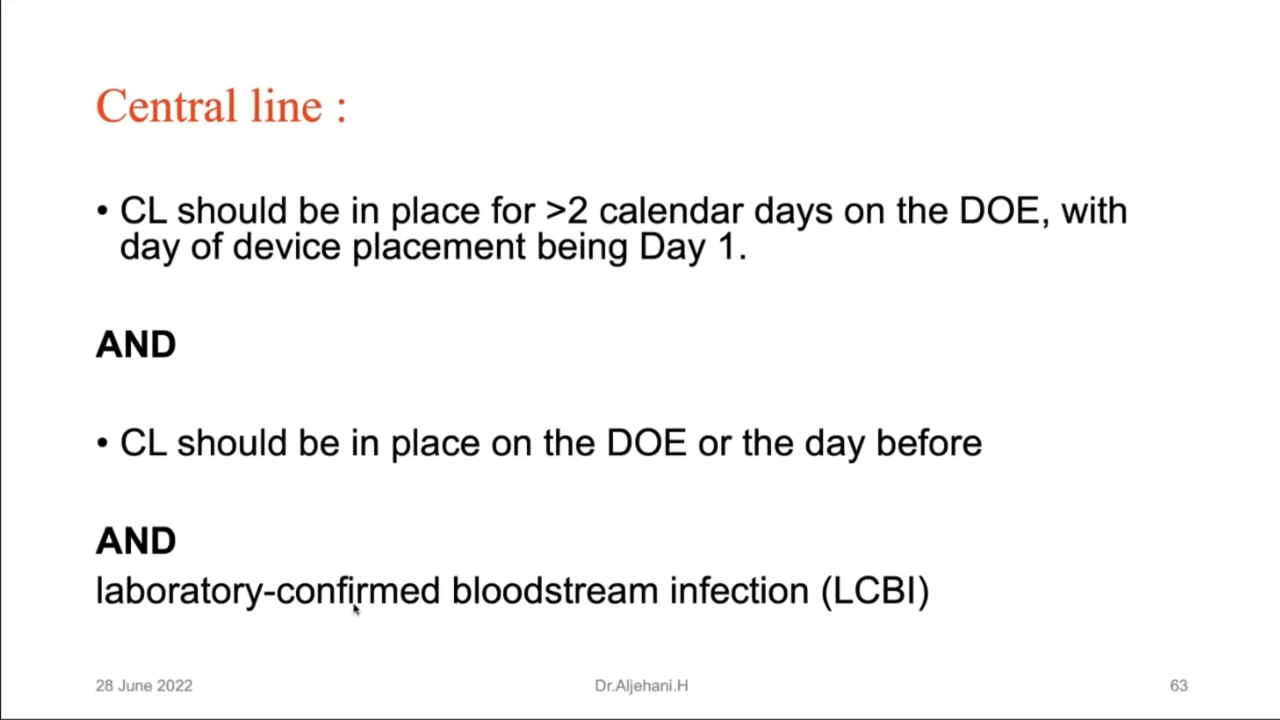 Central line :
• CL should be in place for >2 calendar days on the DOE, with
day of device placement being Day 1.
AND
• CL should be in place on the DOE or the day before
AND
laboratory-confirmed bloodstream infection (LCBI)
28 June 2022
Dr.Aljehani.H
63